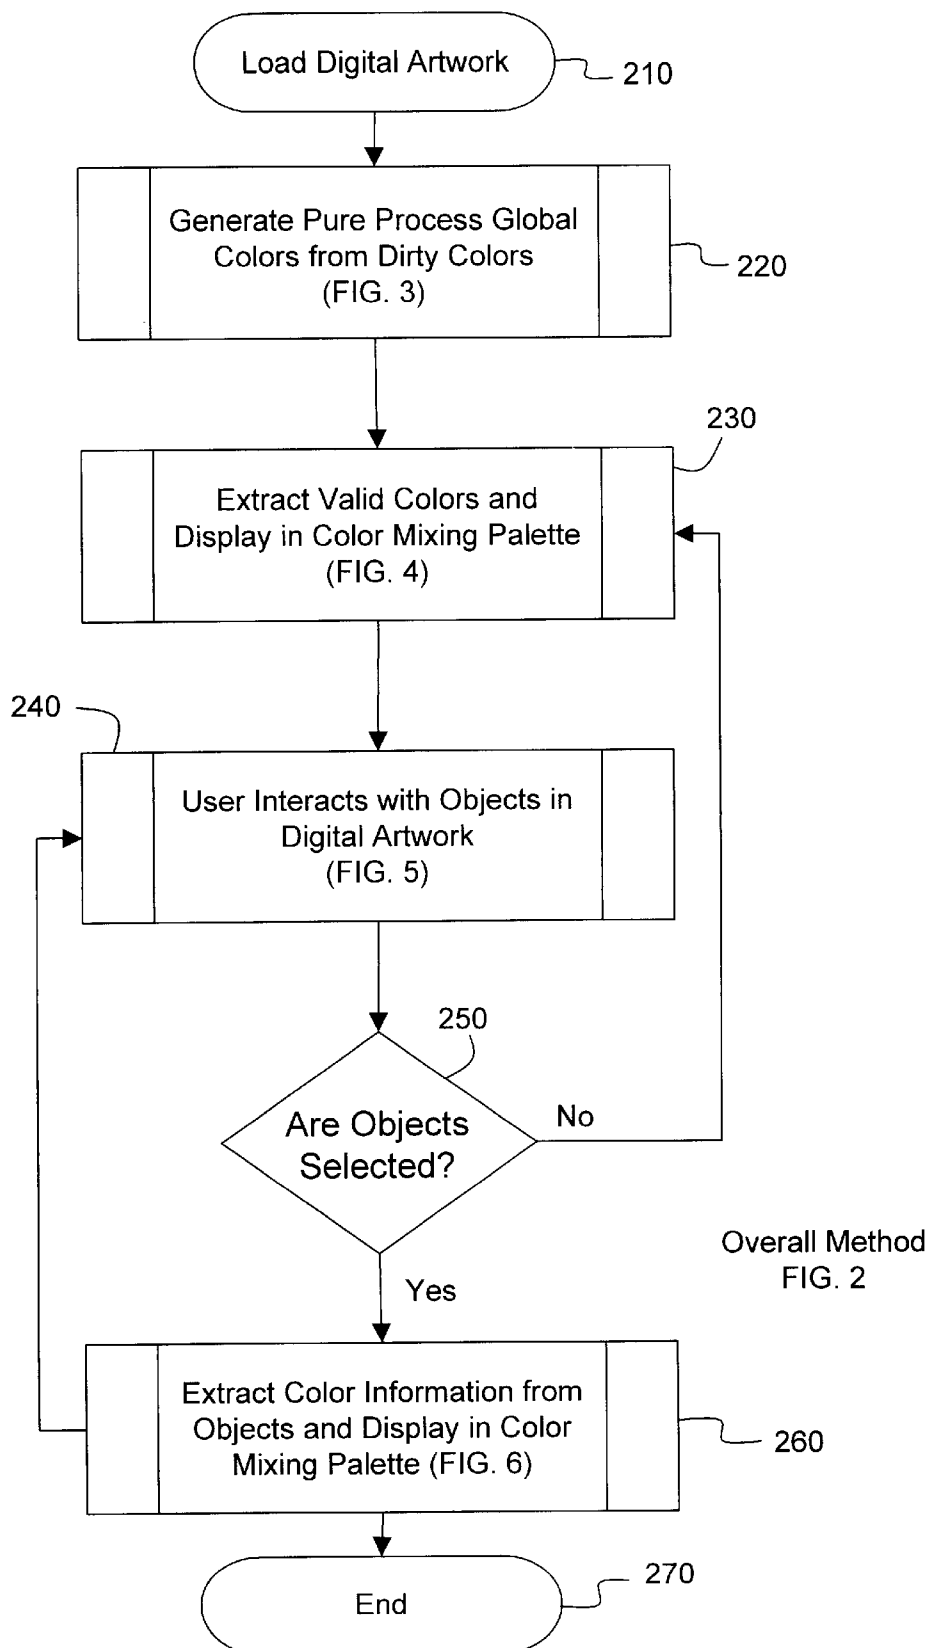 Load Digital Artwork
210
Generate Pure Process Global
Colors from Dirty Colors
(FIG. 3)
220
230
Extract Valid Colors and
Display in Color Mixing Palette
(FIG. 4)
240
User Interacts with Objects in
Digital Artwork
(FIG. 5)
250
Are Objects
Selected?
No
Overall Method
FIG. 2
Yes
Extract Color Information from
Objects and Display in Color
Mixing Palette (FIG. 6)
260
270
End